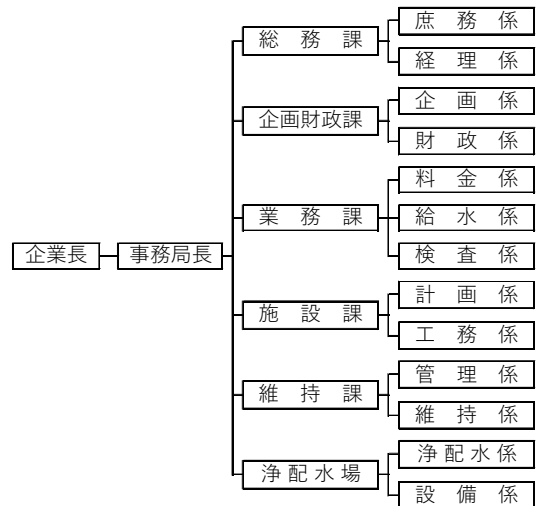 企業長
事務局長
総務課
庶務係
経理係
企画財政課
企画係
財政係
業務課
料金係
給水係
検査係
施設課
計画係
工務係
維持課
管理係
維持係
浄配水場
浄配水係
設備係